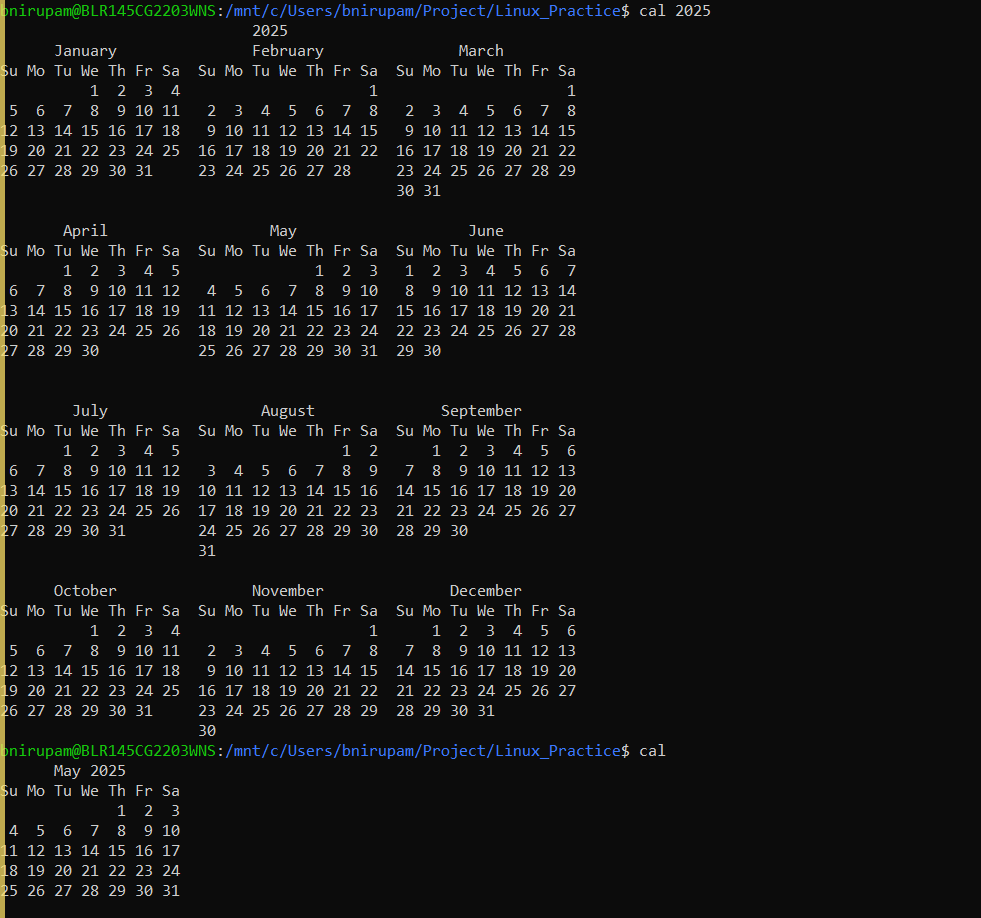 bnirupam@BLR145CG2203WNS:/mnt/c/Users/bnirupam/Project/Linux_Practice$ cal 2025
                            2025
      January               February               March
Su Mo Tu We Th Fr Sa  Su Mo Tu We Th Fr Sa  Su Mo Tu We Th Fr Sa
          1  2  3  4                     1                     1
 5  6  7  8  9 10 11   2  3  4  5  6  7  8   2  3  4  5  6  7  8
12 13 14 15 16 17 18   9 10 11 12 13 14 15   9 10 11 12 13 14 15
19 20 21 22 23 24 25  16 17 18 19 20 21 22  16 17 18 19 20 21 22
26 27 28 29 30 31     23 24 25 26 27 28     23 24 25 26 27 28 29
                                            30 31

       April                  May                   June
Su Mo Tu We Th Fr Sa  Su Mo Tu We Th Fr Sa  Su Mo Tu We Th Fr Sa
       1  2  3  4  5               1  2  3   1  2  3  4  5  6  7
 6  7  8  9 10 11 12   4  5  6  7  8  9 10   8  9 10 11 12 13 14
13 14 15 16 17 18 19  11 12 13 14 15 16 17  15 16 17 18 19 20 21
20 21 22 23 24 25 26  18 19 20 21 22 23 24  22 23 24 25 26 27 28
27 28 29 30           25 26 27 28 29 30 31  29 30

        July                 August              September
Su Mo Tu We Th Fr Sa  Su Mo Tu We Th Fr Sa  Su Mo Tu We Th Fr Sa
       1  2  3  4  5                  1  2      1  2  3  4  5  6
 6  7  8  9 10 11 12   3  4  5  6  7  8  9   7  8  9 10 11 12 13
13 14 15 16 17 18 19  10 11 12 13 14 15 16  14 15 16 17 18 19 20
20 21 22 23 24 25 26  17 18 19 20 21 22 23  21 22 23 24 25 26 27
27 28 29 30 31        24 25 26 27 28 29 30  28 29 30
                      31

      October               November              December
Su Mo Tu We Th Fr Sa  Su Mo Tu We Th Fr Sa  Su Mo Tu We Th Fr Sa
          1  2  3  4                     1      1  2  3  4  5  6
 5  6  7  8  9 10 11   2  3  4  5  6  7  8   7  8  9 10 11 12 13
12 13 14 15 16 17 18   9 10 11 12 13 14 15  14 15 16 17 18 19 20
19 20 21 22 23 24 25  16 17 18 19 20 21 22  21 22 23 24 25 26 27
26 27 28 29 30 31     23 24 25 26 27 28 29  28 29 30 31
                      30
bnirupam@BLR145CG2203WNS:/mnt/c/Users/bnirupam/Project/Linux_Practice$ cal
      May 2025
Su Mo Tu We Th Fr Sa
             1  2  3
 4  5  6  7  8  9 10
11 12 13 14 15 16 17
18 19 20 21 22 23 24
25 26 27 28 29 30 31